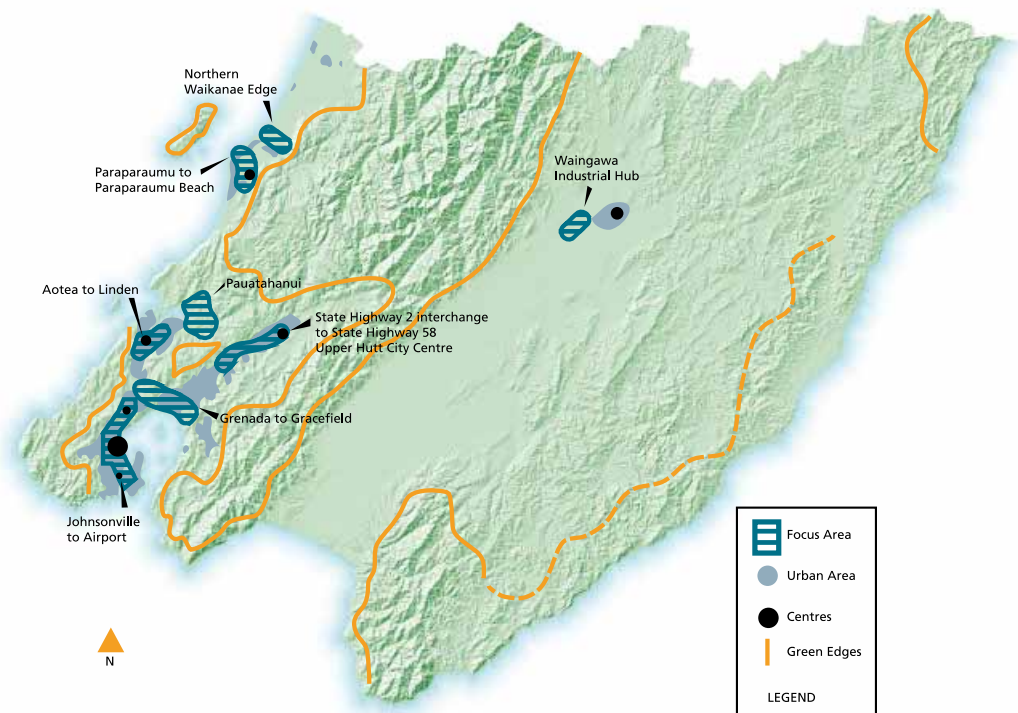 Northern
Waikanae Edge
Paraparaumu to
Paraparaumu Beach
Waingawa
Industrial Hub
Aotea to Linden
Pauatahanui
State Highway 2 interchange
to State Highway 58
Upper Hutt City Centre
Grenada to Gracefield
Johnsonville
to Airport
N
Focus Area
Urban Area
Centres
Green Edges
LEGEND